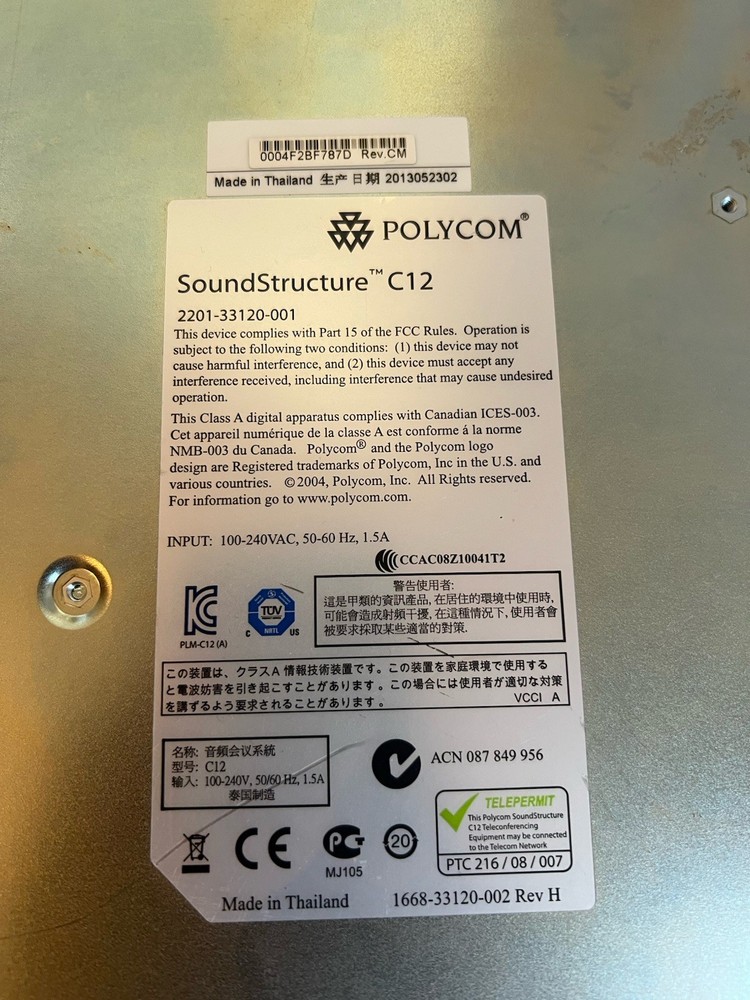 0004F2BF787D Rev.CM
Made in Thailand 生产日期 2013052302
POLYCOM®
SoundStructure™ C12
2201-33120-001
This device complies with Part 15 of the FCC Rules. Operation is
subject to the following two conditions: (1) this device may not
cause harmful interference, and (2) this device must accept any
interference received, including interference that may cause undesired
operation.
This Class A digital apparatus complies with Canadian ICES-003.
Cet appareil numérique de la classe A est conforme á la norme
NMB-003 du Canada. Polycom® and the Polycom logo
design are Registered trademarks of Polycom, Inc in the U.S. and
various countries. ©2004, Polycom, Inc. All Rights reserved.
For information go to www.polycom.com.
INPUT: 100-240VAC, 50-60 Hz, 1.5A
CCAC08Z10041T2
PLM-C12 (A)
TÜV
C NRTL US
警告使用者:
這是甲類的資訊產品, 在居住的環境中使用時,
可能會造成射頻干擾, 在這種情況下, 使用者會
被要求採取某些適當的對策.
この装置は、クラスA 情報技術装置です。この装置を家庭環境で使用する
と電波妨害を引き起こすことがあります。この場合には使用者が適切な対策
を講ずるよう要求されることがあります。
VCCI A
名称: 音頻会议系統
型号: C12
输入: 100-240V, 50/60 Hz, 1.5A
泰国制造
ACN 087 849 956
TELEPERMIT
This Polycom SoundStructure
C12 Teleconferencing
Equipment may be connected
to the Telecom Network
PTC 216 / 08 / 007
CE
MJ105
20
Made in Thailand
1668-33120-002 Rev H